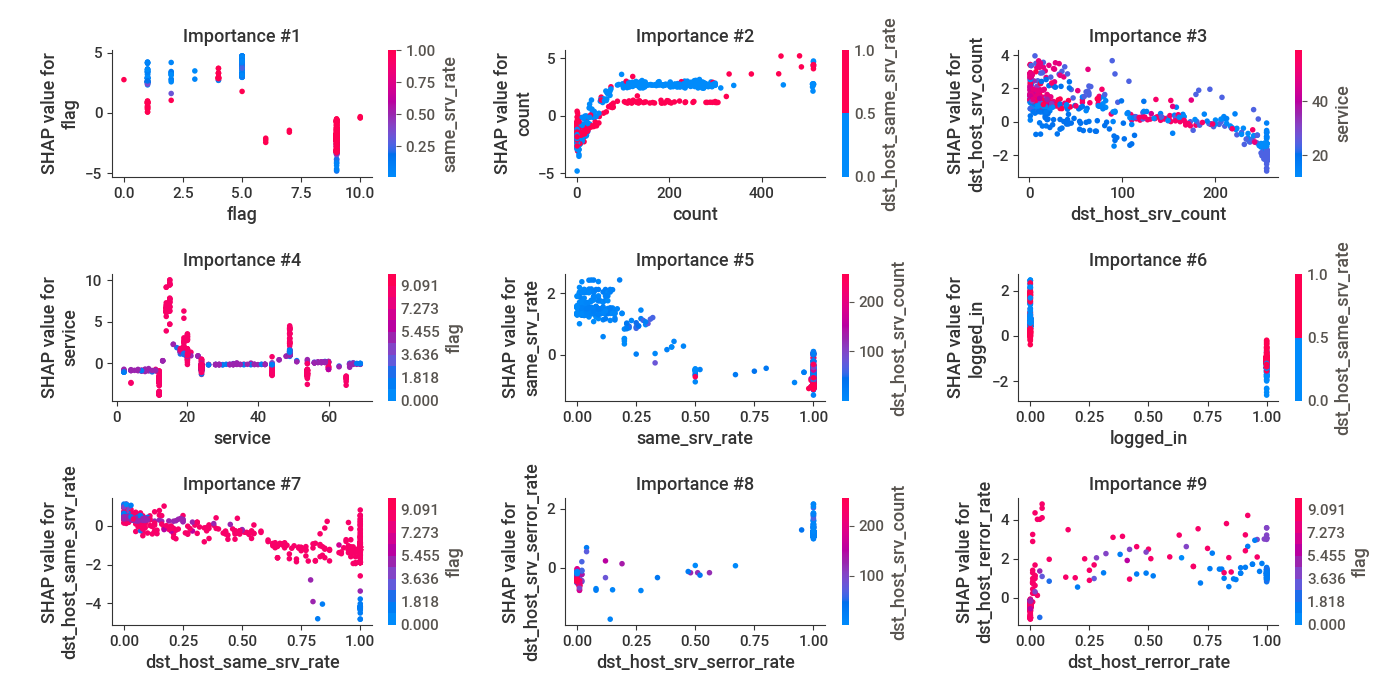 Importance #1
SHAP value for
flag
5
0
−5
0.0 2.5 5.0 7.5 10.0
flag
1.00
0.75
0.50
0.25
same_srv_rate
Importance #2
SHAP value for
count
5
0
−5
0 200 400
count
1.0
0.5
0.0
dst_host_same_srv_rate
Importance #3
SHAP value for
dst_host_srv_count
4
2
0
−2
0 100 200
dst_host_srv_count
40
20
service
Importance #4
SHAP value for
service
10
5
0
0 20 40 60
service
9.091
7.273
5.455
3.636
1.818
0.000
flag
Importance #5
SHAP value for
same_srv_rate
2
0
0.00 0.25 0.50 0.75 1.00
same_srv_rate
200
100
dst_host_srv_count
Importance #6
SHAP value for
logged_in
2
0
−2
0.00 0.25 0.50 0.75 1.00
logged_in
1.0
0.5
0.0
dst_host_same_srv_rate
Importance #7
SHAP value for
dst_host_same_srv_rate
0
−2
−4
0.00 0.25 0.50 0.75 1.00
dst_host_same_srv_rate
9.091
7.273
5.455
3.636
1.818
0.000
flag
Importance #8
SHAP value for
dst_host_srv_serror_rate
2
0
0.00 0.25 0.50 0.75 1.00
dst_host_srv_serror_rate
200
100
dst_host_srv_count
Importance #9
SHAP value for
dst_host_rerror_rate
4
2
0
0.00 0.25 0.50 0.75 1.00
dst_host_rerror_rate
9.091
7.273
5.455
3.636
1.818
0.000
flag